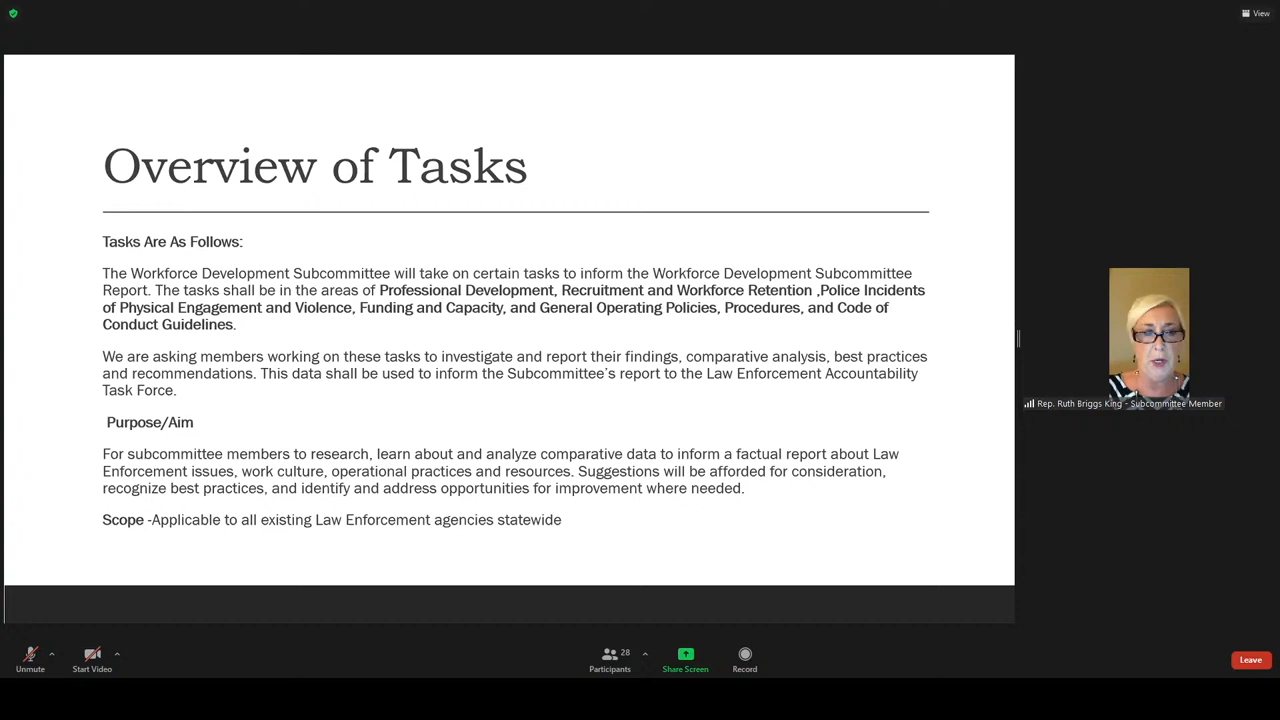 View
Overview of Tasks
Tasks Are As Follows:
The Workforce Development Subcommittee will take on certain tasks to inform the Workforce Development Subcommittee
Report. The tasks shall be in the areas of Professional Development, Recruitment and Workforce Retention ,Police Incidents
of Physical Engagement and Violence, Funding and Capacity, and General Operating Policies, Procedures, and Code of
Conduct Guidelines.
We are asking members working on these tasks to investigate and report their findings, comparative analysis, best practices
and recommendations. This data shall be used to inform the Subcommittee's report to the Law Enforcement Accountability
Task Force.
Purpose/Aim
For subcommittee members to research, learn about and analyze comparative data to inform a factual report about Law
Enforcement issues, work culture, operational practices and resources. Suggestions will be afforded for consideration,
recognize best practices, and identify and address opportunities for improvement where needed.
Scope -Applicable to all existing Law Enforcement agencies statewide
Rep. Ruth Briggs King - Subcommittee Member
Unmute
Start Video
28
Participants
Share Screen
Record
Leave